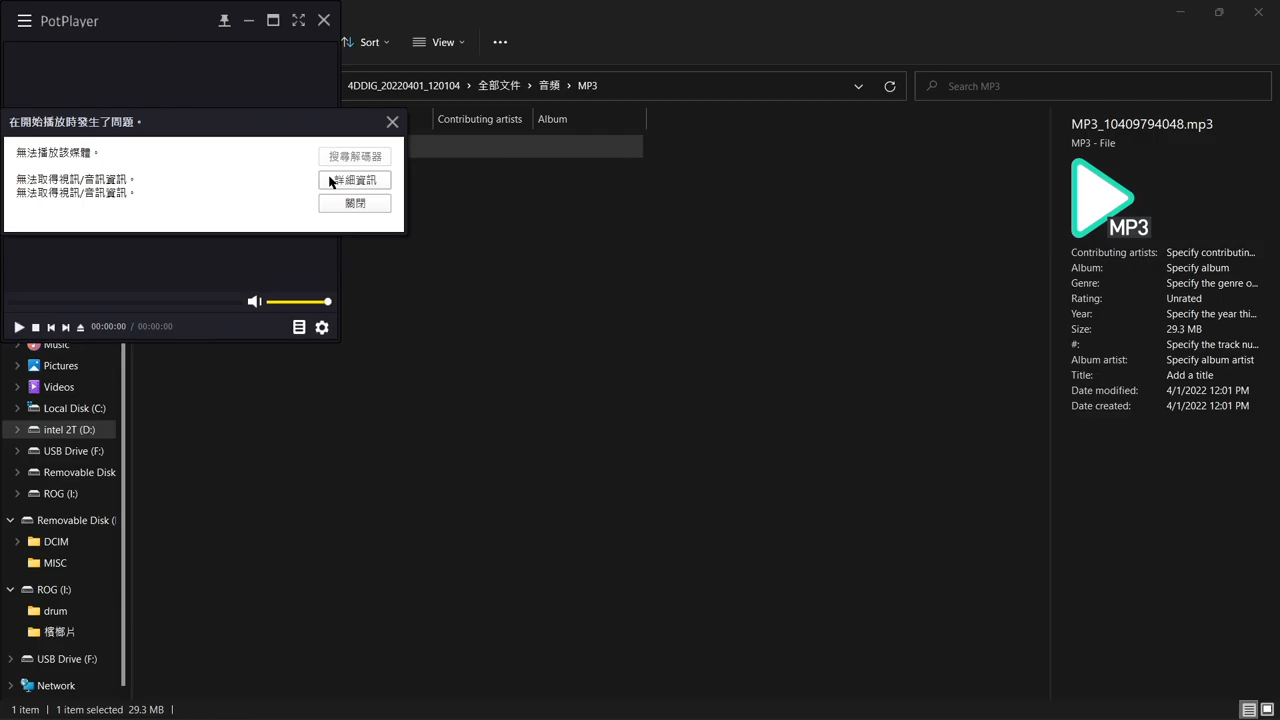 PotPlayer
Sort
View
4DDIG_20220401_120104
全部文件
音頻
MP3
Search MP3
在開始播放時發生了問題。
Contributing artists
Album
無法播放該媒體。
無法取得視訊/音訊資訊。
無法取得視訊/音訊資訊。
搜尋解碼器
詳細資訊
關閉
00:00:00 / 00:00:00
Music
Pictures
Videos
Local Disk (C:)
intel 2T (D:)
USB Drive (F:)
Removable Disk
ROG (I:)
Removable Disk (
DCIM
MISC
ROG (I:)
drum
檳榔片
USB Drive (F:)
Network
MP3_10409794048.mp3
MP3 - File
MP3
Contributing artists: Specify contributin...
Album: Specify album
Genre: Specify the genre o...
Rating: Unrated
Year: Specify the year thi...
Size: 29.3 MB
#: Specify the track nu...
Album artist: Specify album artist
Title: Add a title
Date modified: 4/1/2022 12:01 PM
Date created: 4/1/2022 12:01 PM
1 item
1 item selected 29.3 MB